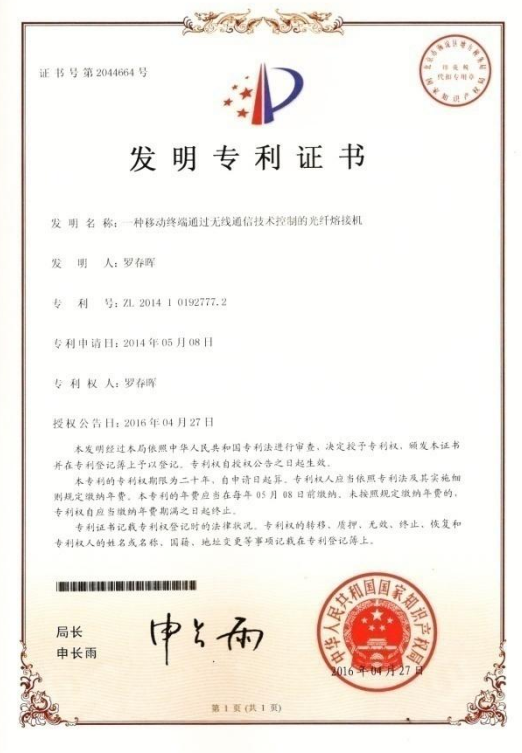 证书号第2044664号
发明专利证书
发 明 名 称：一种移动终端通过无线通信技术控制的光纤熔接机
发 明 人：罗春晖
专 利 号：ZL 2014 1 0192777.2
专利申请日：2014年05月08日
专 利 权 人：罗春晖
授权公告日：2016年04月27日
本发明经过本局依照中华人民共和国专利法进行审查，决定授予专利权，颁发本证书
并在专利登记簿上予以登记。专利权自授权公告之日起生效。
本专利的专利权期限为二十年，自申请日起算。专利权人应当依照专利法及其实施细
则规定缴纳年费。本专利的年费应当在每年05月08日前缴纳。未按照规定缴纳年费的，
专利权自应当缴纳年费期满之日起终止。
专利证书记载专利权登记时的法律状况。专利权的转移、质押、无效、终止、恢复和
专利权人的姓名或名称、国籍、地址变更等事项记载在专利登记簿上。
局长
申长雨
申长雨
中华人民共和国国家知识产权局
2016年04月27日
第 1 页 (共 1 页)